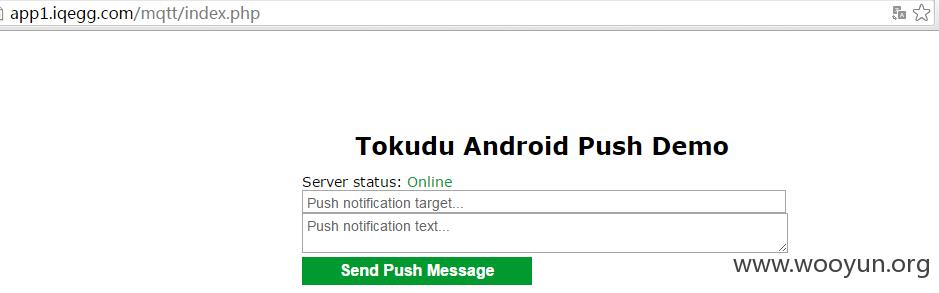 app1.iqegg.com/mqtt/index.php
Tokudu Android Push Demo
Server status: Online
Push notification target...
Push notification text...
Send Push Message
www.wooyun.org